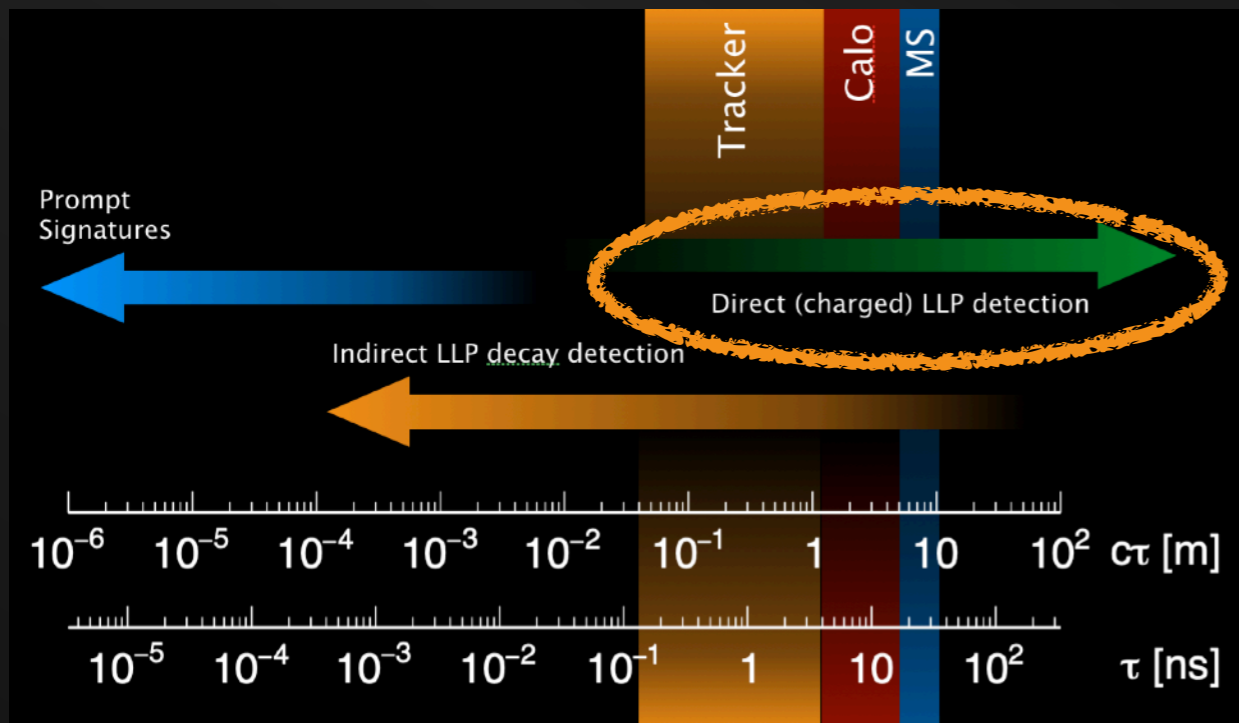 Tracker
Calo
MS
Prompt
Signatures
Direct (charged) LLP detection
Indirect LLP decay detection
10⁻⁶ 10⁻⁵ 10⁻⁴ 10⁻³ 10⁻² 10⁻¹ 1 10 10² cτ [m]
10⁻⁵ 10⁻⁴ 10⁻³ 10⁻² 10⁻¹ 1 10 10² τ [ns]